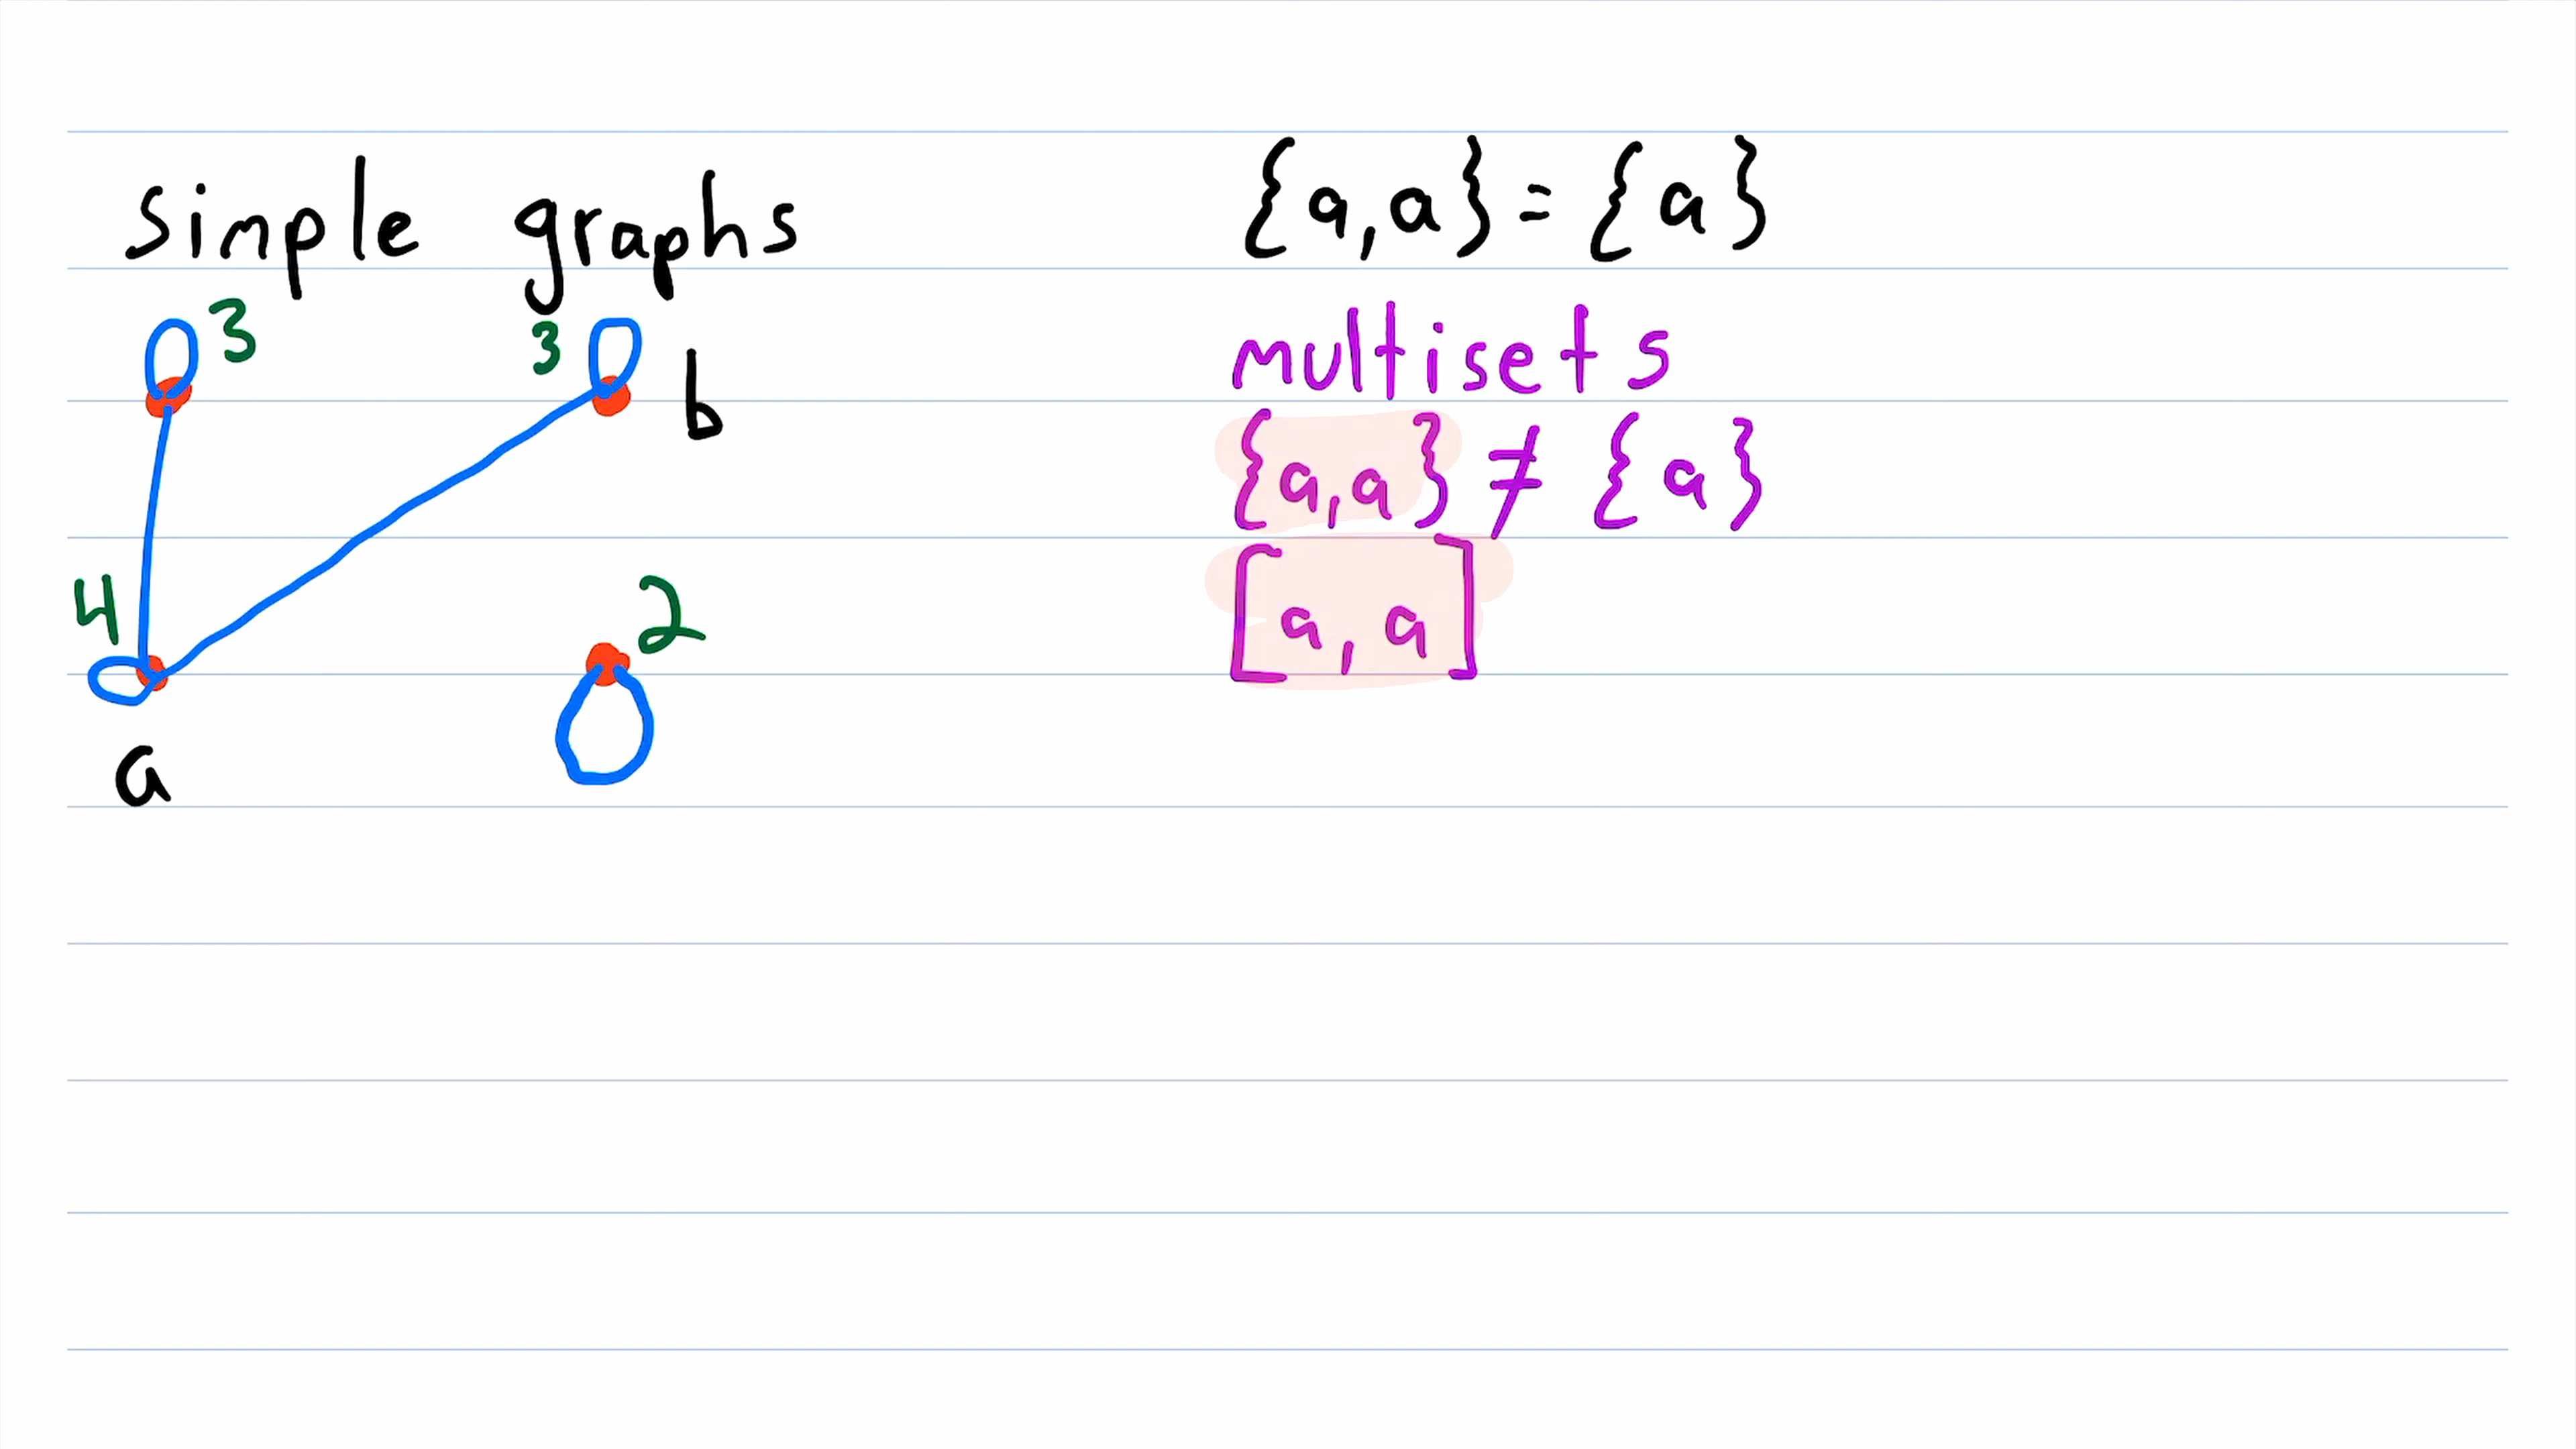 simple graphs
3
3
b
4
2
a
{a,a}={a}
multisets
{a,a}≠{a}
[a,a]